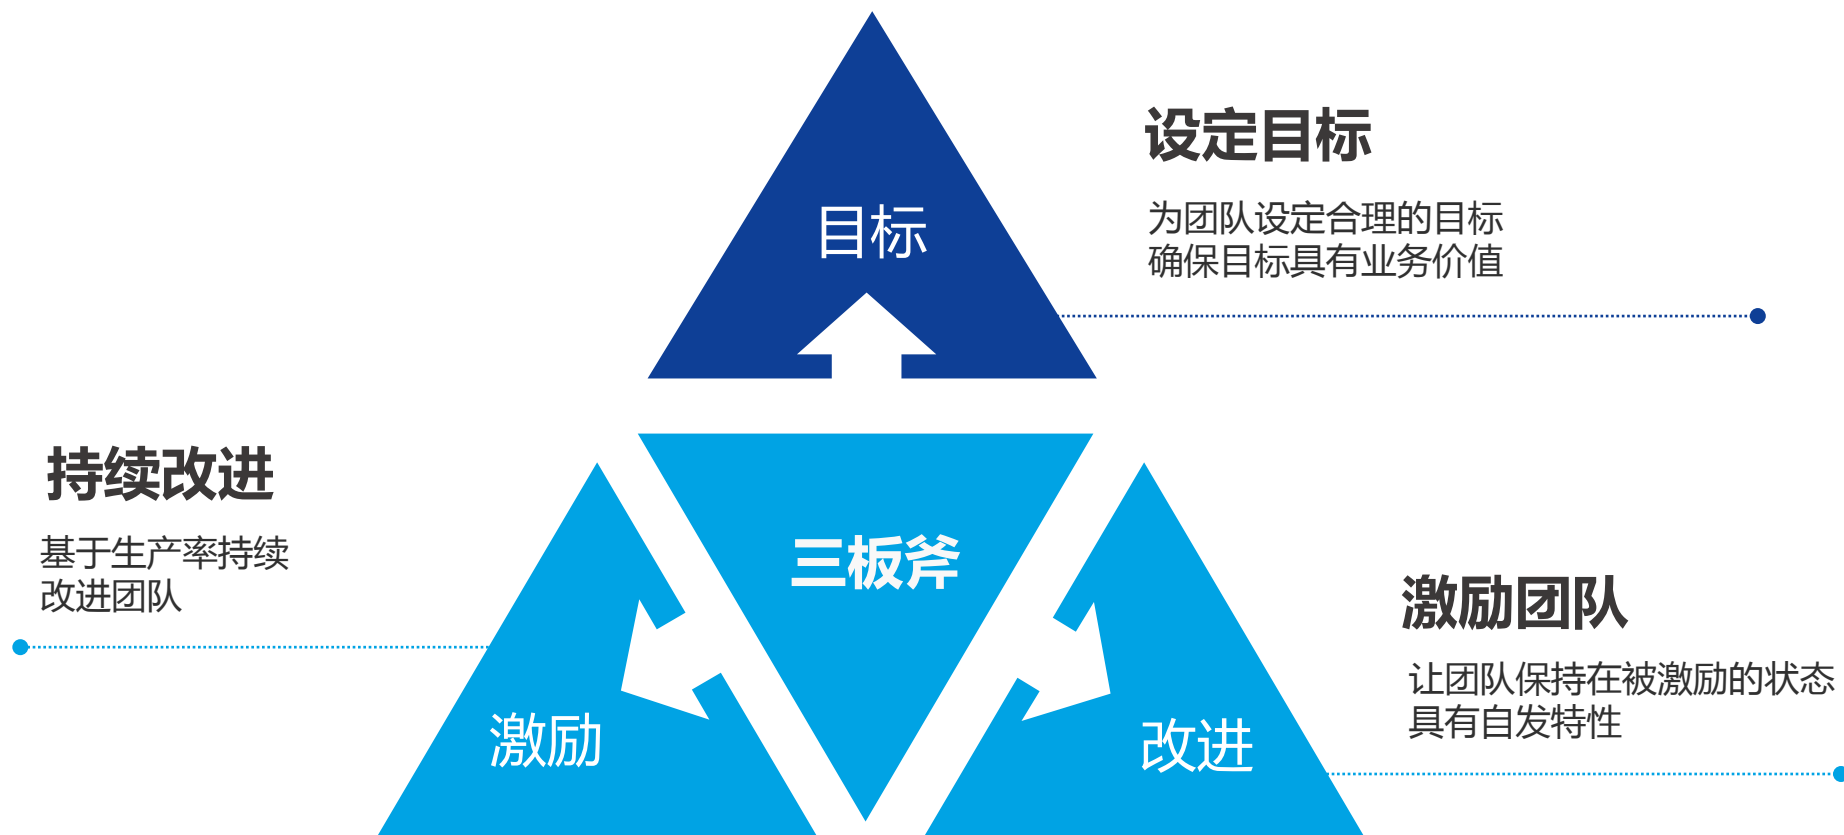 目标
设定目标
为团队设定合理的目标
确保目标具有业务价值
持续改进
基于生产率持续
改进团队
三板斧
激励
改进
激励团队
让团队保持在被激励的状态
具有自发特性